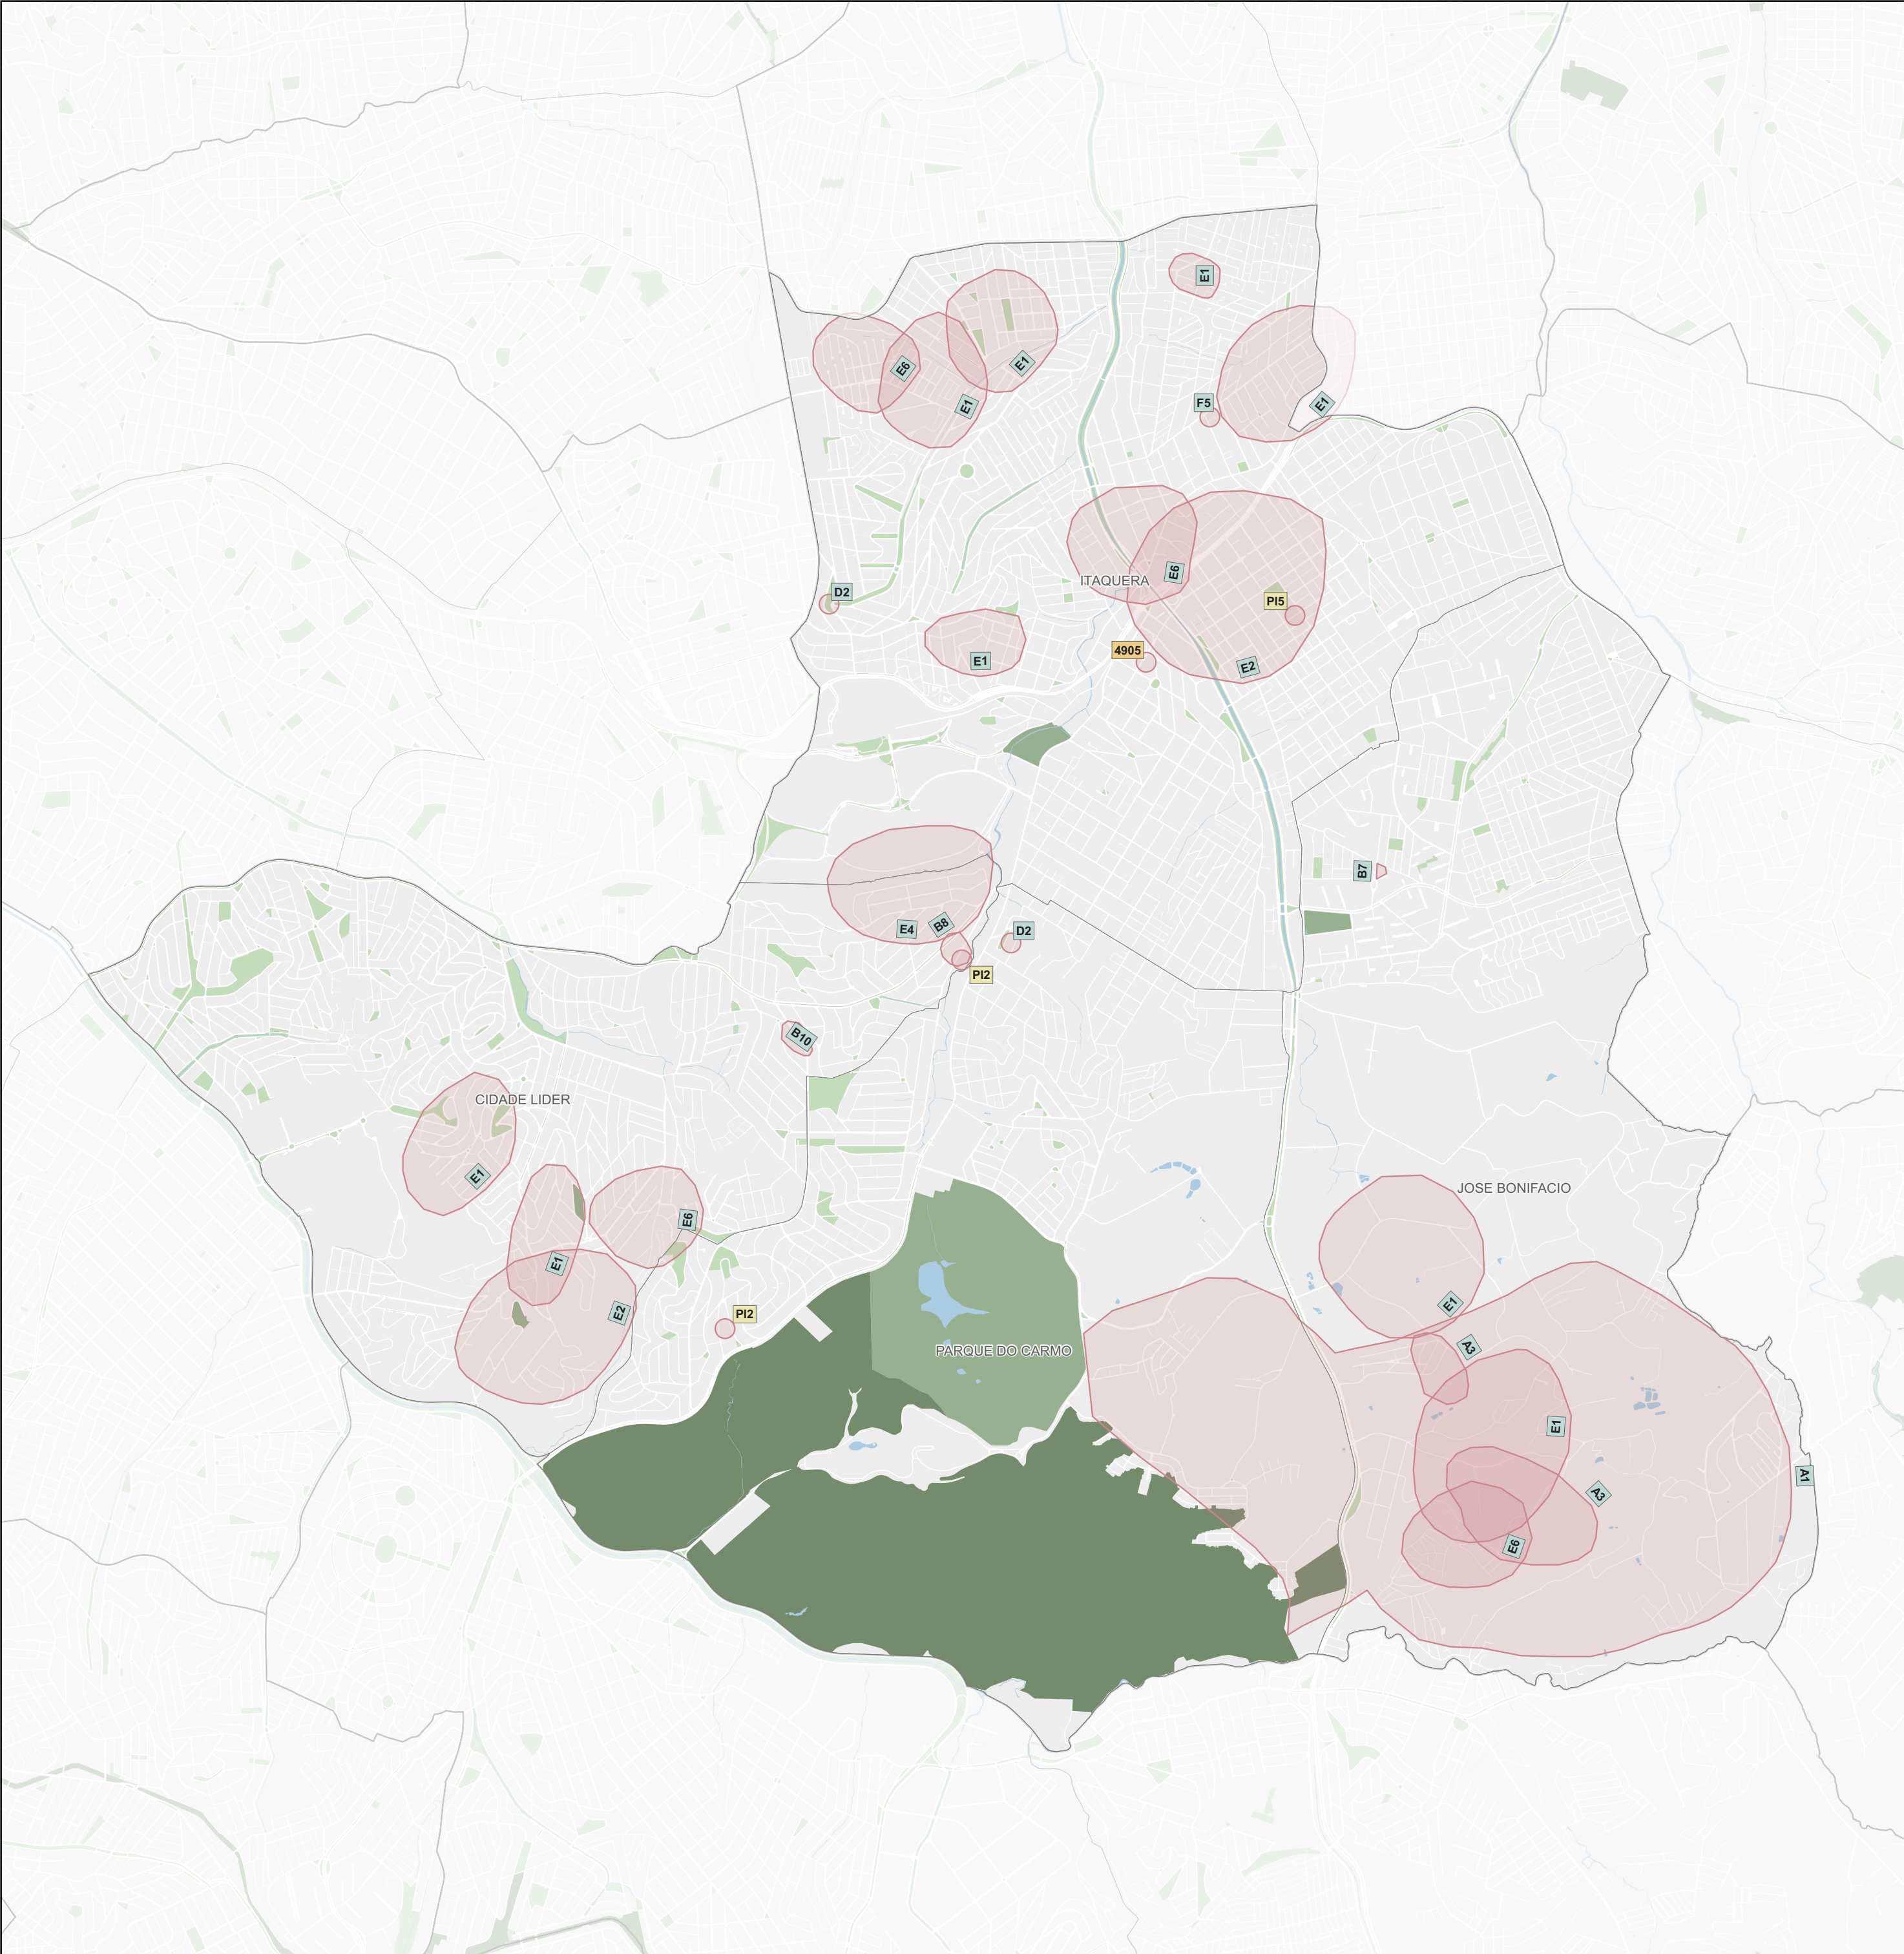 E1
E6
E1
E1
F5
E1
E6
ITAQUERA
D2
PI5
4905
E1
E2
B7
E4
B8
D2
PI2
B10
CIDADE LIDER
E1
JOSE BONIFACIO
E6
E1
E1
E2
PI2
A3
PARQUE DO CARMO
E1
A1
A3
E6